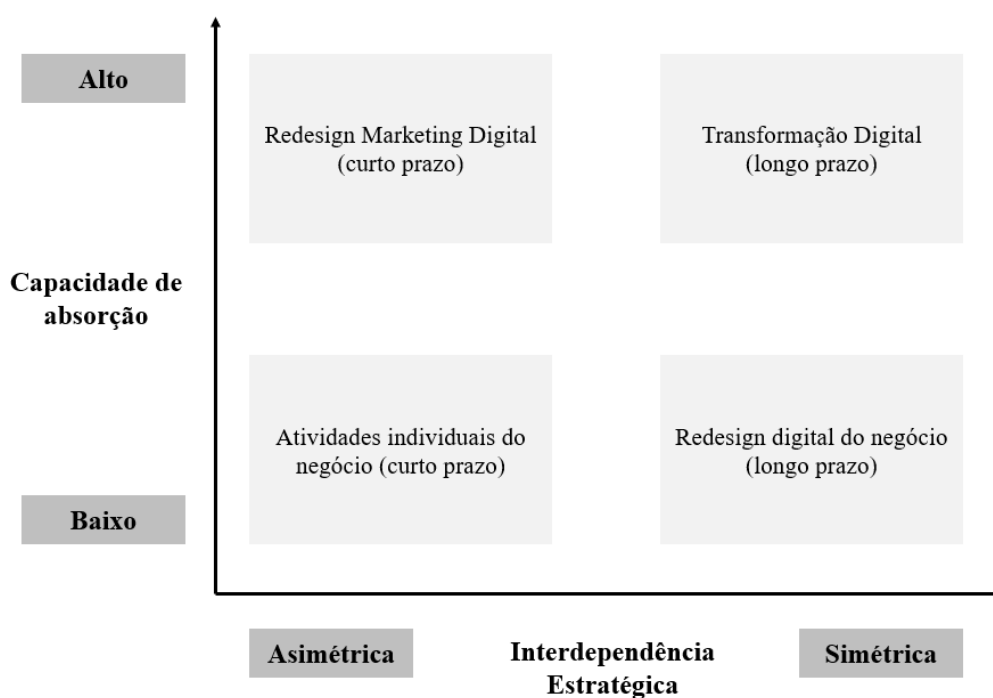 Alto
Redesign Marketing Digital
(curto prazo)
Transformação Digital
(longo prazo)
Capacidade de
absorção
Atividades individuais do
negócio (curto prazo)
Redesign digital do negócio
(longo prazo)
Baixo
Asimétrica
Interdependência
Estratégica
Simétrica